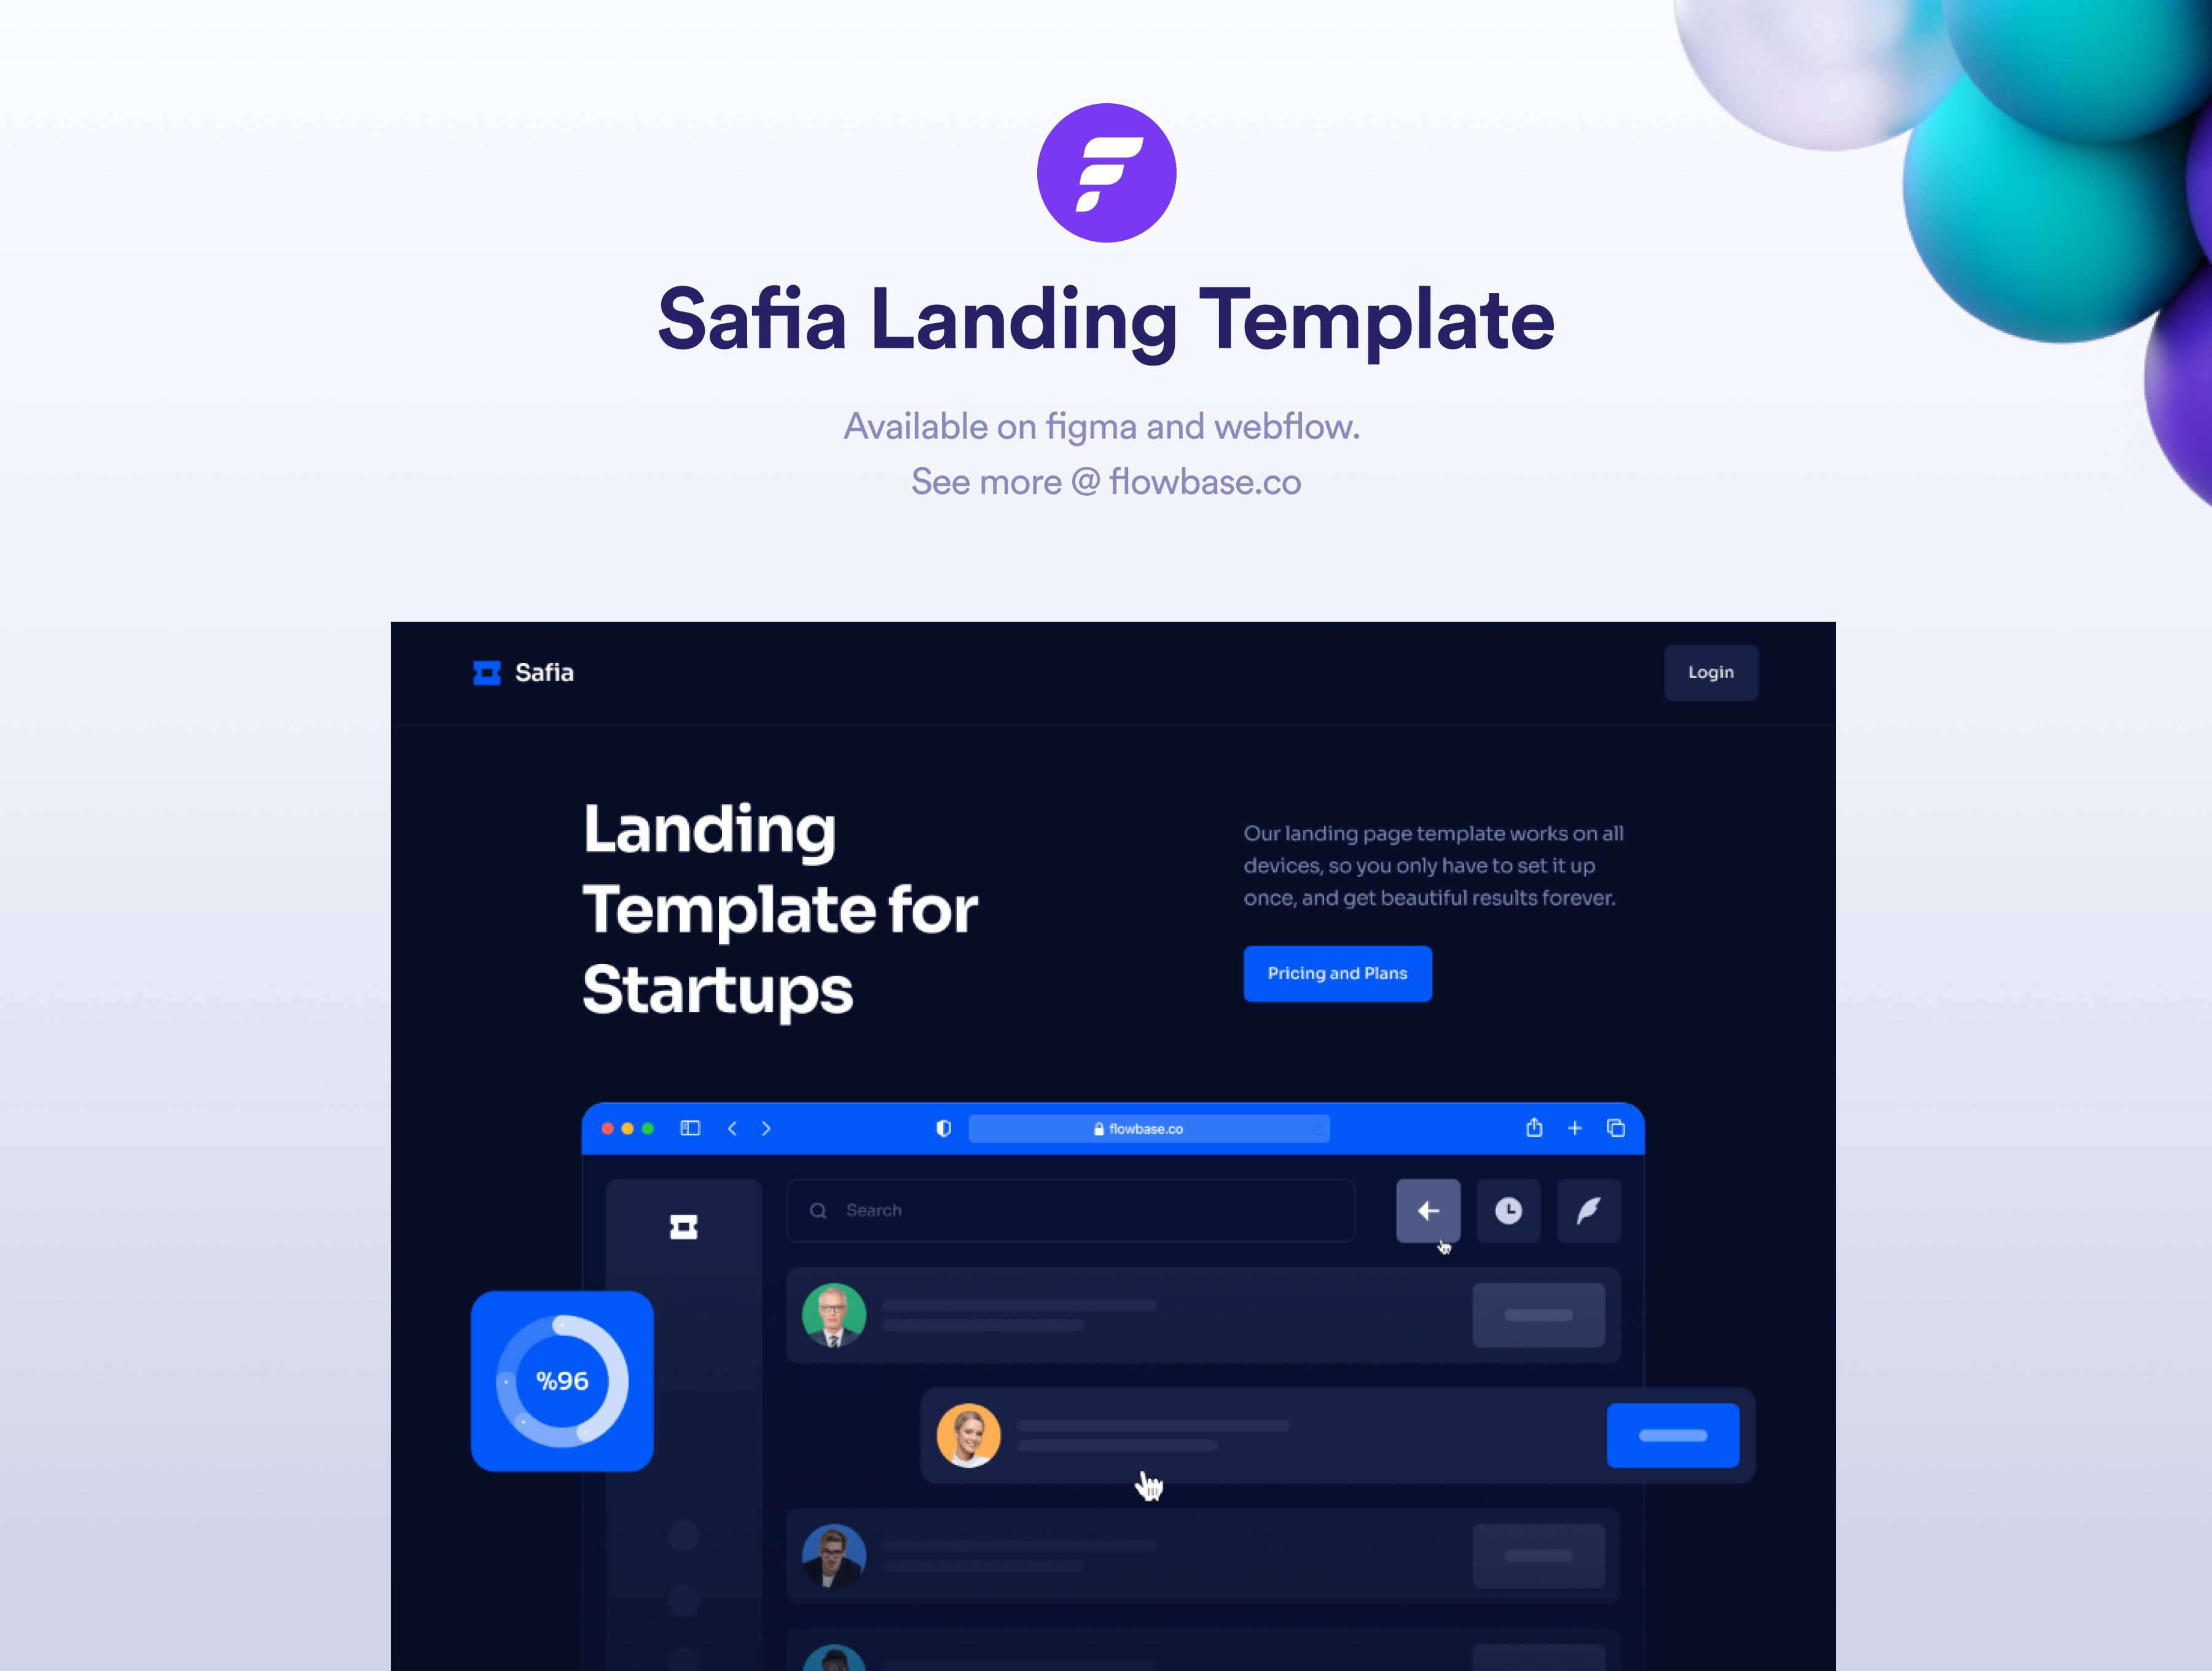 Safia Landing Template
Available on figma and webflow.
See more @ flowbase.co
Safia
Login
Landing
Template for
Startups
Our landing page template works on all
devices, so you only have to set it up
once, and get beautiful results forever.
Pricing and Plans
flowbase.co
Search
%96